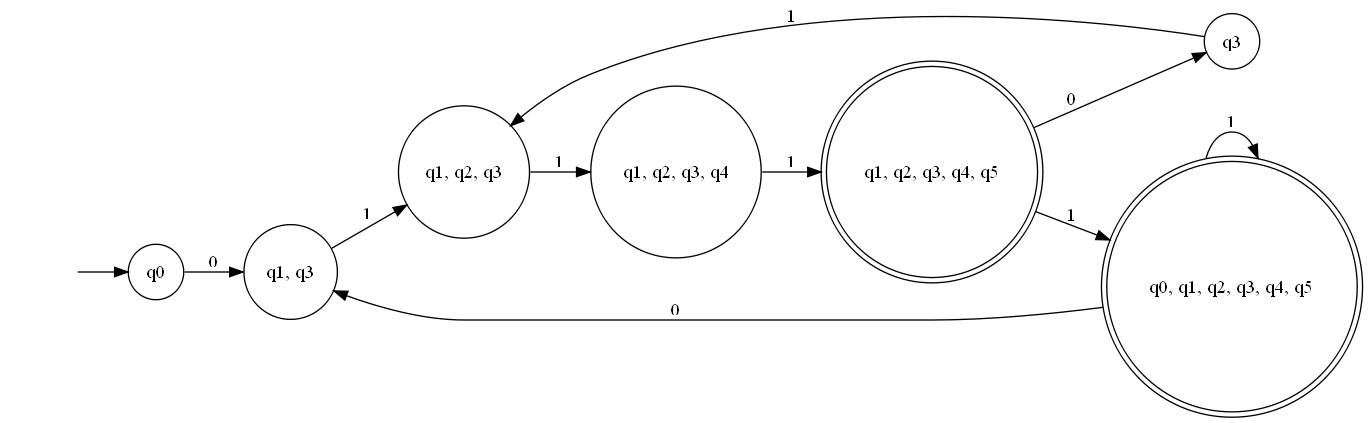 1
q3
0
1
q1, q2, q3
1
q1, q2, q3, q4
1
q1, q2, q3, q4, q5
1
1
q0
0
q1, q3
q0, q1, q2, q3, q4, q5
0